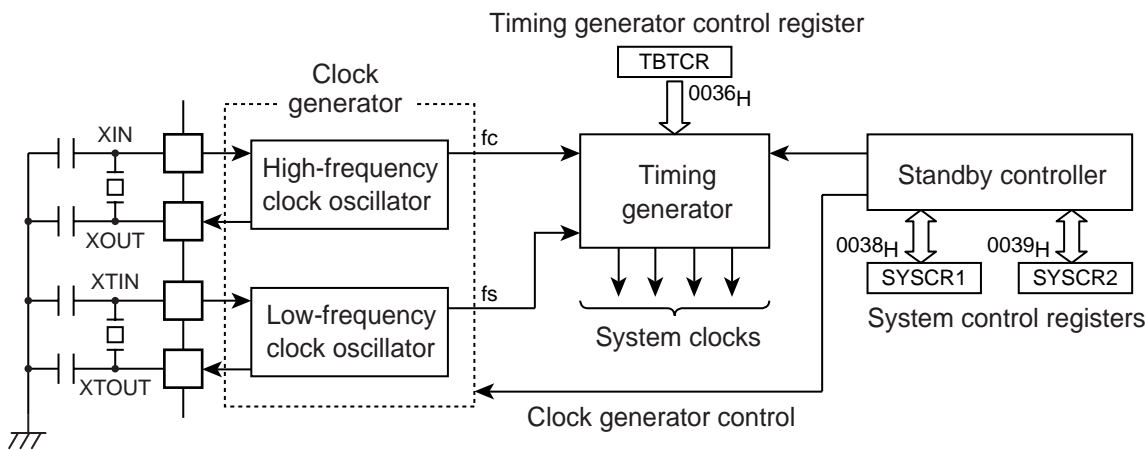 Timing generator control register
TBTCR
0036H
Clock
generator
XIN
High-frequency
clock oscillator
fc
Timing
generator
Standby controller
XOUT
0038H
0039H
SYSCR1
SYSCR2
XTIN
Low-frequency
clock oscillator
fs
System clocks
System control registers
XTOUT
Clock generator control